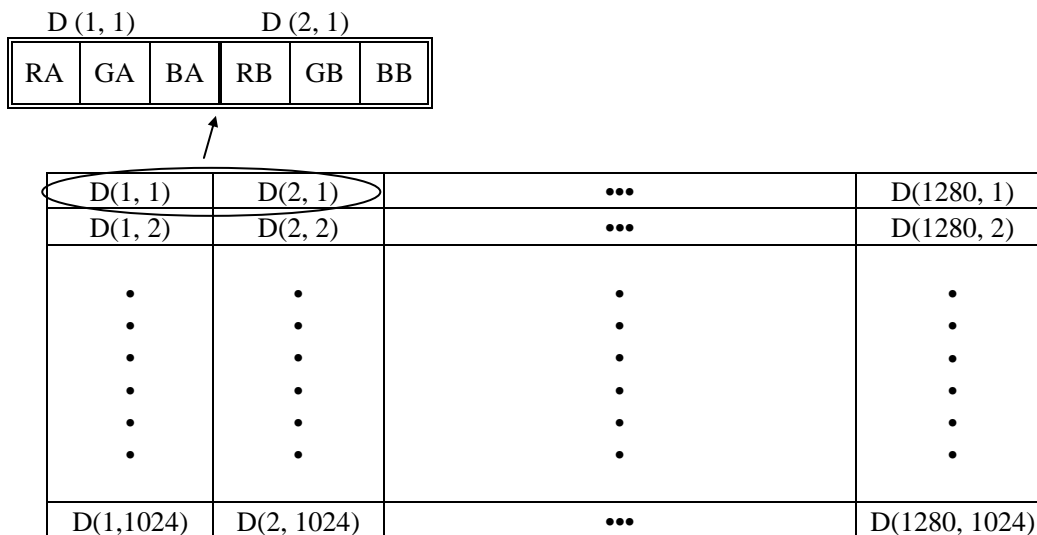 D (1, 1) D (2, 1)
RA GA BA RB GB BB
D(1, 1) D(2, 1) ••• D(1280, 1)
D(1, 2) D(2, 2) ••• D(1280, 2)
• • • •
• • • •
• • • •
• • • •
• • • •
• • • •
D(1,1024) D(2, 1024) ••• D(1280, 1024)